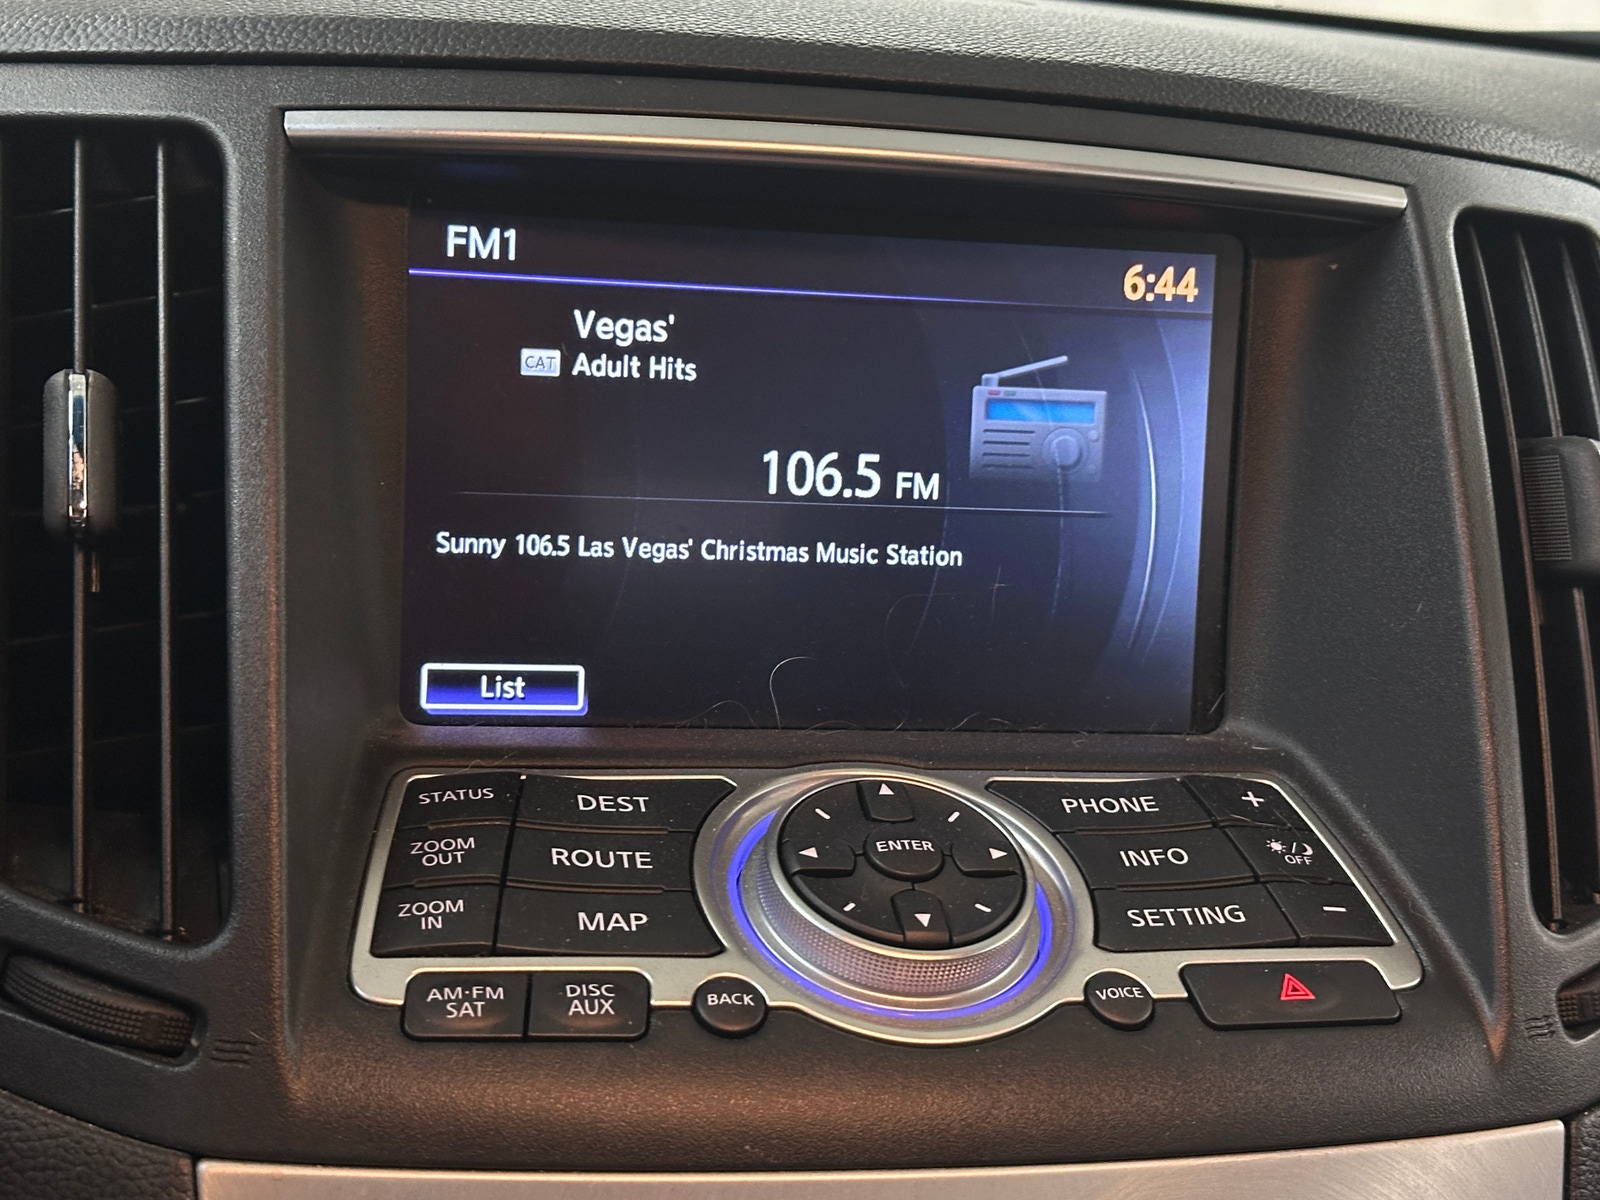 FM1
6:44
Vegas'
CAT Adult Hits
106.5 FM
Sunny 106.5 Las Vegas' Christmas Music Station
List
STATUS
DEST
ZOOM
OUT
ROUTE
ZOOM
IN
MAP
ENTER
PHONE
+
INFO
/
OFF
SETTING
−
AM·FM
SAT
DISC
AUX
BACK
VOICE